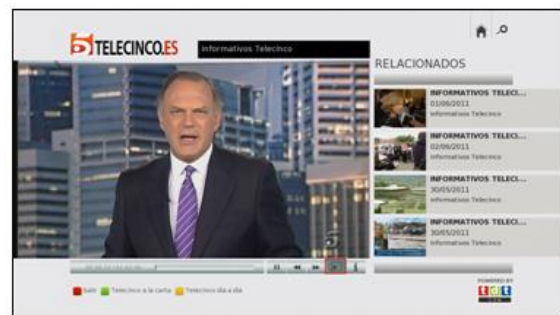 5 TELECINCO.ES
Informativos Telecinco
RELACIONADOS
INFORMATIVOS TELECI...
01/06/2011
Informativos Telecinco
INFORMATIVOS TELECI...
02/06/2011
Informativos Telecinco
INFORMATIVOS TELECI...
30/05/2011
Informativos Telecinco
INFORMATIVOS TELECI...
30/05/2011
Informativos Telecinco
Salir Telecinco a la carta Telecinco día a día
POWERED BY
tdt